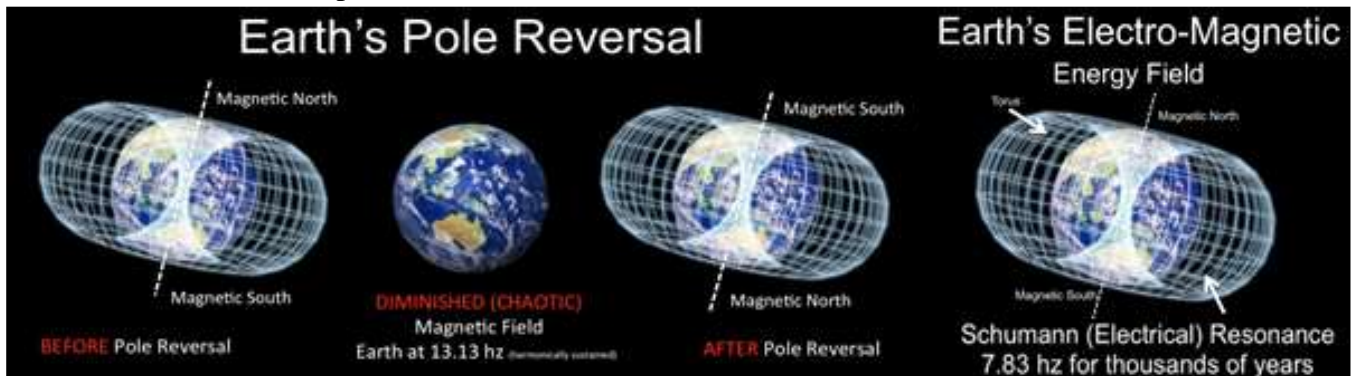 Earth's Pole Reversal
Magnetic North
Magnetic South
BEFORE Pole Reversal
DIMINISHED (CHAOTIC)
Magnetic Field
Earth at 13.13 hz (harmonically sustained)
Magnetic South
Magnetic North
AFTER Pole Reversal
Earth's Electro-Magnetic
Energy Field
Torus
Magnetic North
Magnetic South
Schumann (Electrical) Resonance
7.83 hz for thousands of years